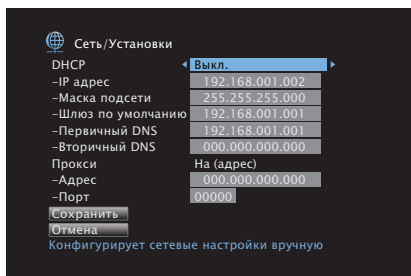 Сеть/Установки
DHCP Выкл.
–IP адрес 192.168.001.002
–Маска подсети 255.255.255.000
–Шлюз по умолчанию 192.168.001.001
–Первичный DNS 192.168.001.001
–Вторичный DNS 000.000.000.000
Прокси На (адрес)
–Адрес 000.000.000.000
–Порт 00000
Сохранить
Отмена
Конфигурирует сетевые настройки вручную